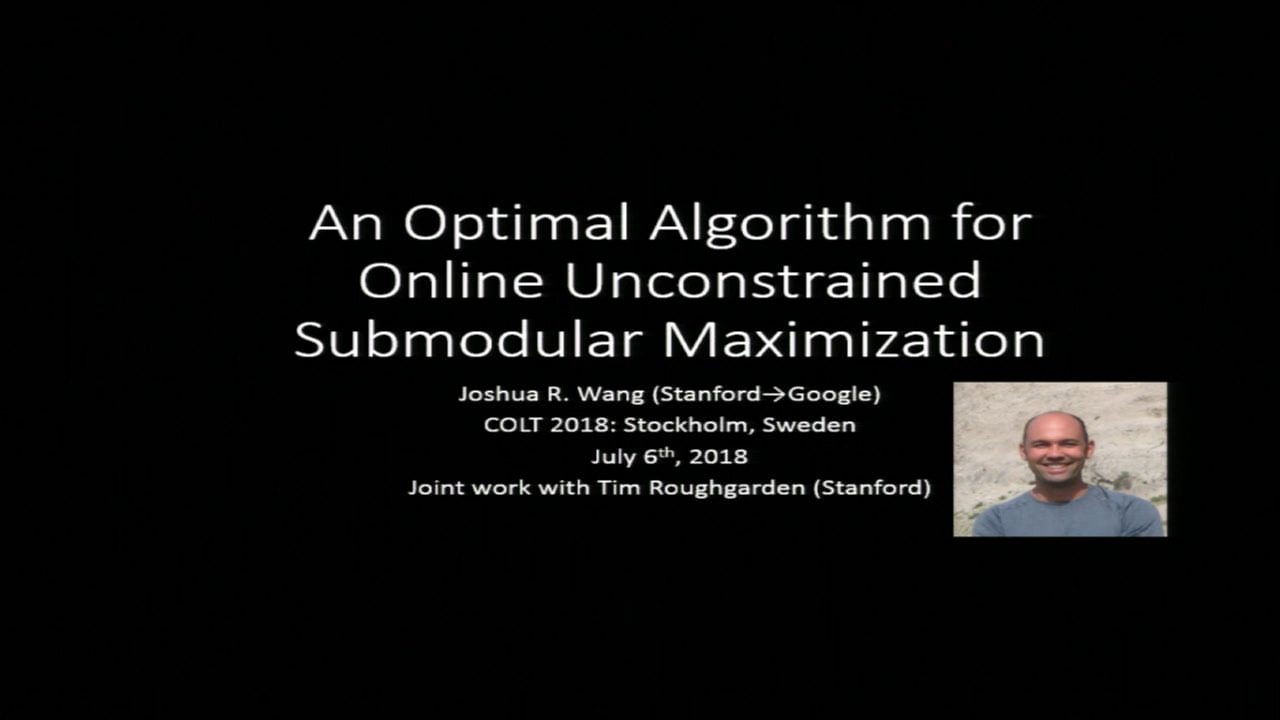 An Optimal Algorithm for
Online Unconstrained
Submodular Maximization
Joshua R. Wang (Stanford→Google)
COLT 2018: Stockholm, Sweden
July 6th, 2018
Joint work with Tim Roughgarden (Stanford)